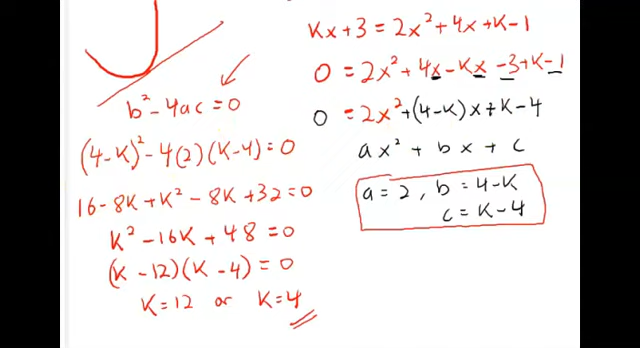 Kx + 3 = 2x² + 4x + K - 1
0 = 2x² + 4x - Kx - 3 + K - 1
0 = 2x² + (4 - K)x + K - 4
ax² + bx + c
a = 2, b = 4 - K
c = K - 4
b² - 4ac = 0
(4 - K)² - 4(2)(K - 4) = 0
16 - 8K + K² - 8K + 32 = 0
K² - 16K + 48 = 0
(K - 12)(K - 4) = 0
K = 12 or K = 4